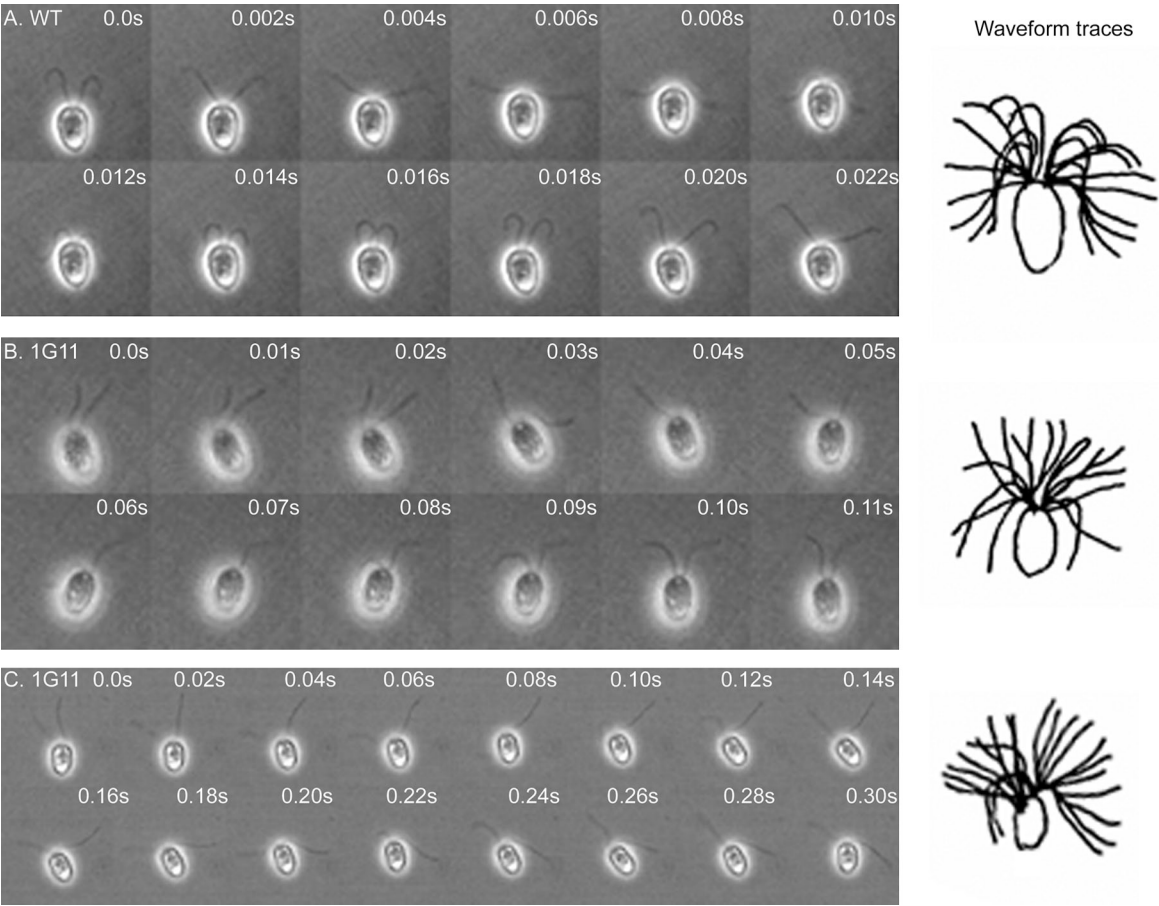 A. WT 0.0s 0.002s 0.004s 0.006s 0.008s 0.010s
Waveform traces
0.012s 0.014s 0.016s 0.018s 0.020s 0.022s
B. 1G11 0.0s 0.01s 0.02s 0.03s 0.04s 0.05s
0.06s 0.07s 0.08s 0.09s 0.10s 0.11s
C. 1G11 0.0s 0.02s 0.04s 0.06s 0.08s 0.10s 0.12s 0.14s
0.16s 0.18s 0.20s 0.22s 0.24s 0.26s 0.28s 0.30s